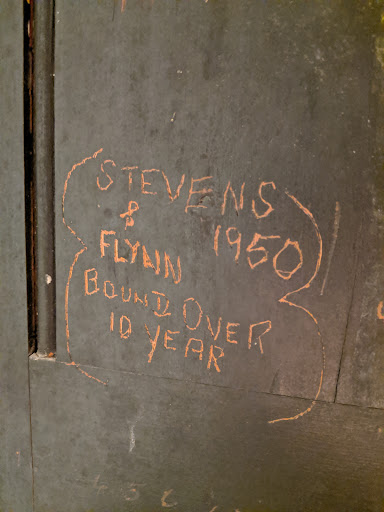 STEVENS
& 1950
FLYNN
BOUND OVER
10 YEAR